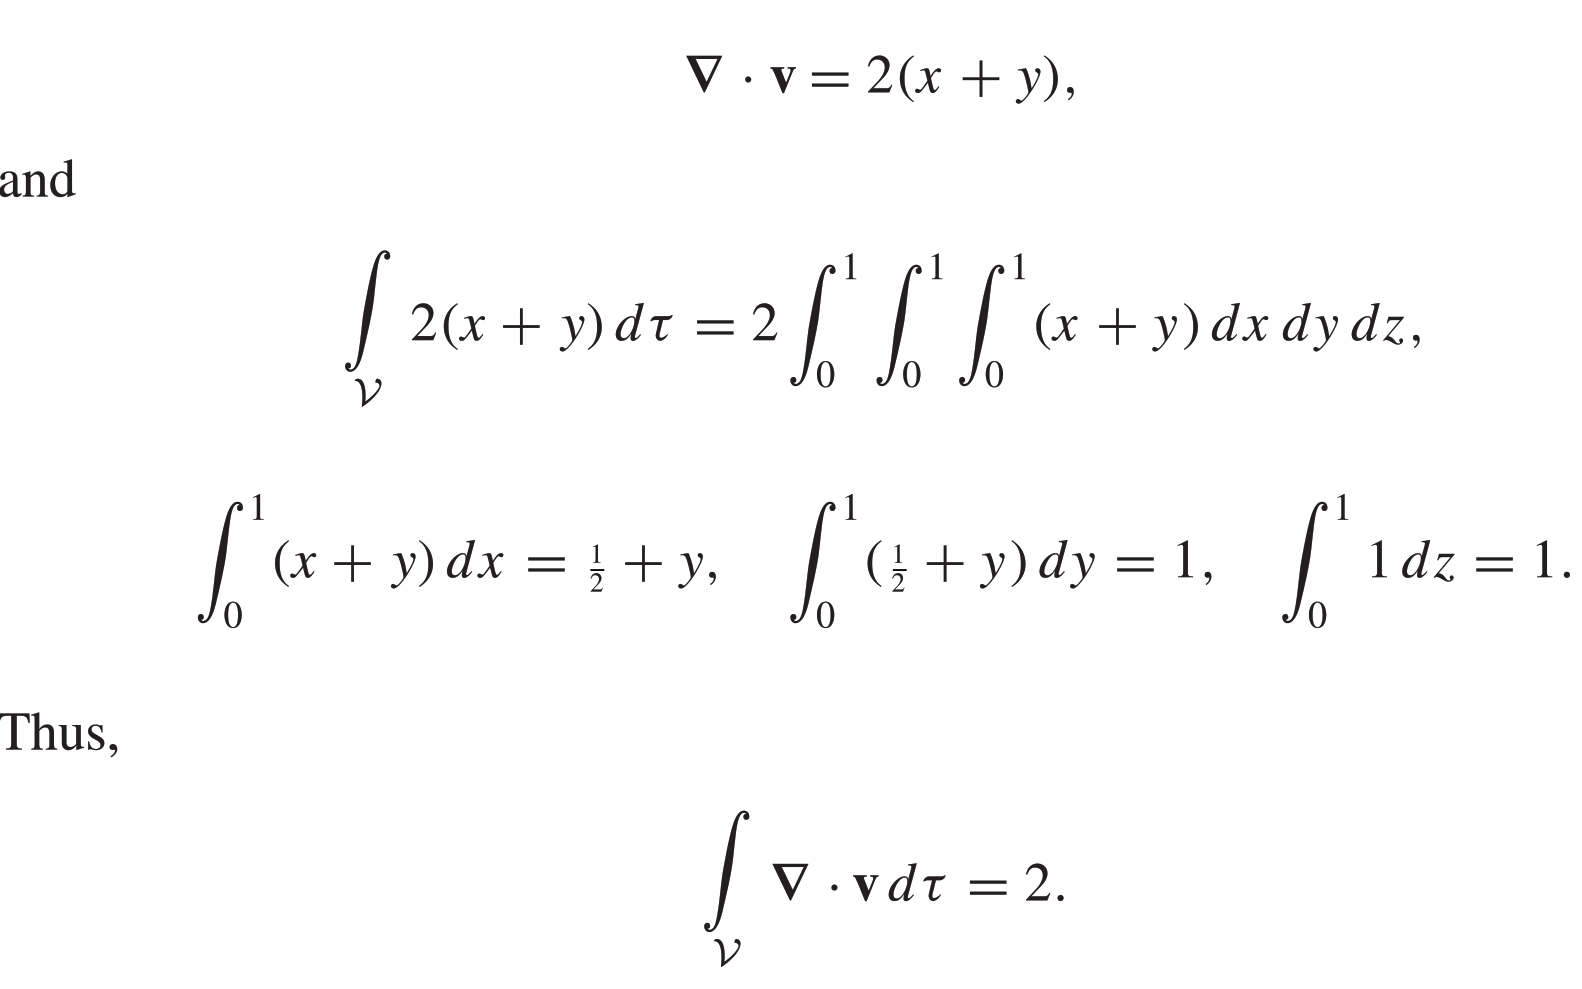 ∇ · v = 2(x + y),
and
∫_𝒱 2(x + y) dτ = 2 ∫_0^1 ∫_0^1 ∫_0^1 (x + y) dx dy dz,
∫_0^1 (x + y) dx = 1/2 + y, ∫_0^1 (1/2 + y) dy = 1, ∫_0^1 1 dz = 1.
Thus,
∫_𝒱 ∇ · v dτ = 2.